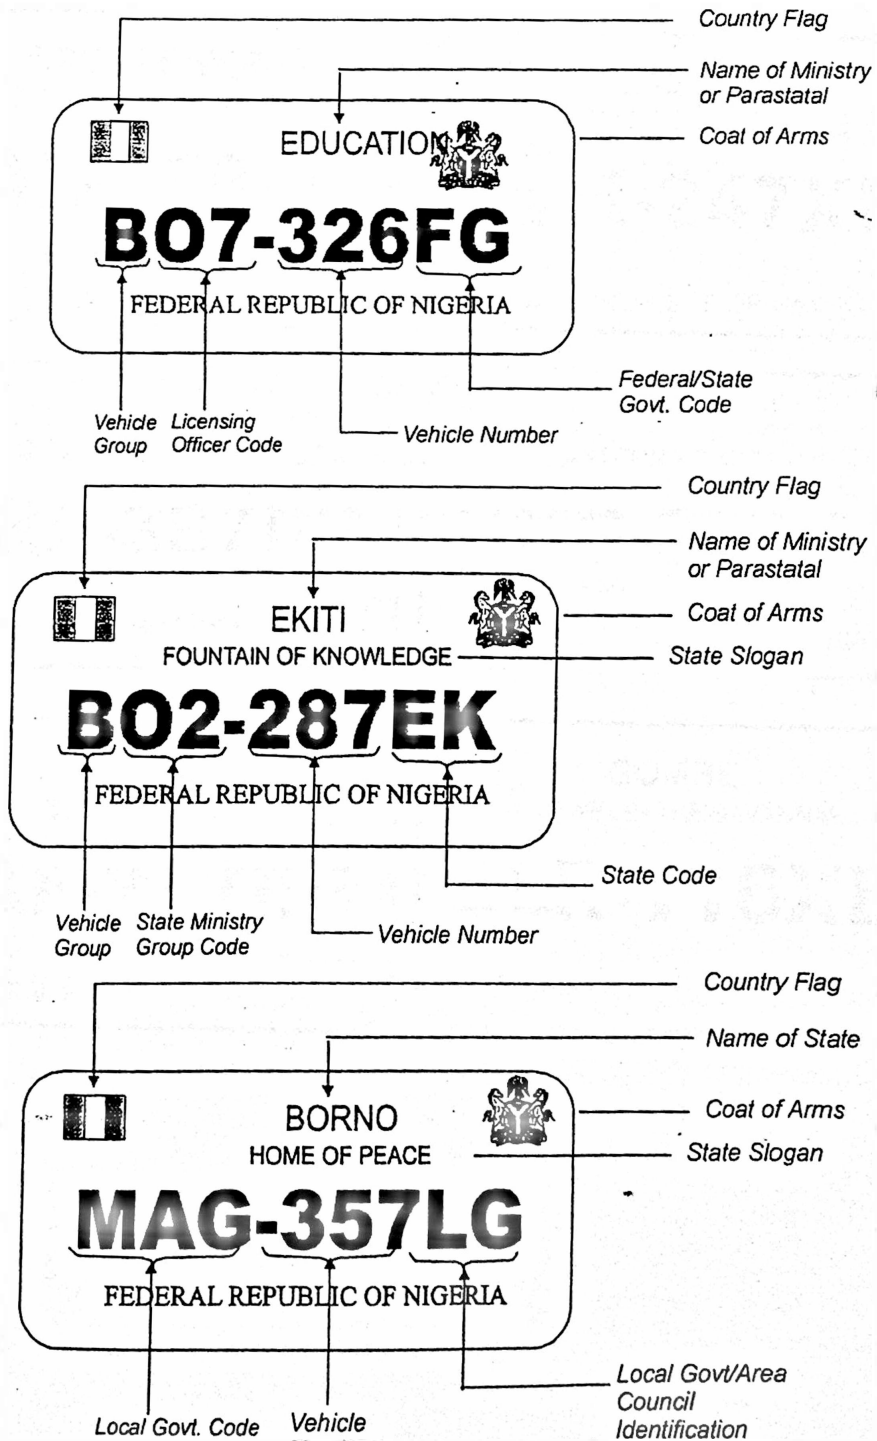 Country Flag
Name of Ministry
or Parastatal
EDUCATION
Coat of Arms
BO7-326FG
FEDERAL REPUBLIC OF NIGERIA
Federal/State
Govt. Code
Vehicle
Group
Licensing
Officer Code
Vehicle Number
Country Flag
Name of Ministry
or Parastatal
EKITI
Coat of Arms
FOUNTAIN OF KNOWLEDGE
State Slogan
BO2-287EK
FEDERAL REPUBLIC OF NIGERIA
State Code
Vehicle
Group
State Ministry
Group Code
Vehicle Number
Country Flag
Name of State
BORNO
Coat of Arms
HOME OF PEACE
State Slogan
MAG-357LG
FEDERAL REPUBLIC OF NIGERIA
Local Govt/Area
Council
Identification
Local Govt. Code
Vehicle